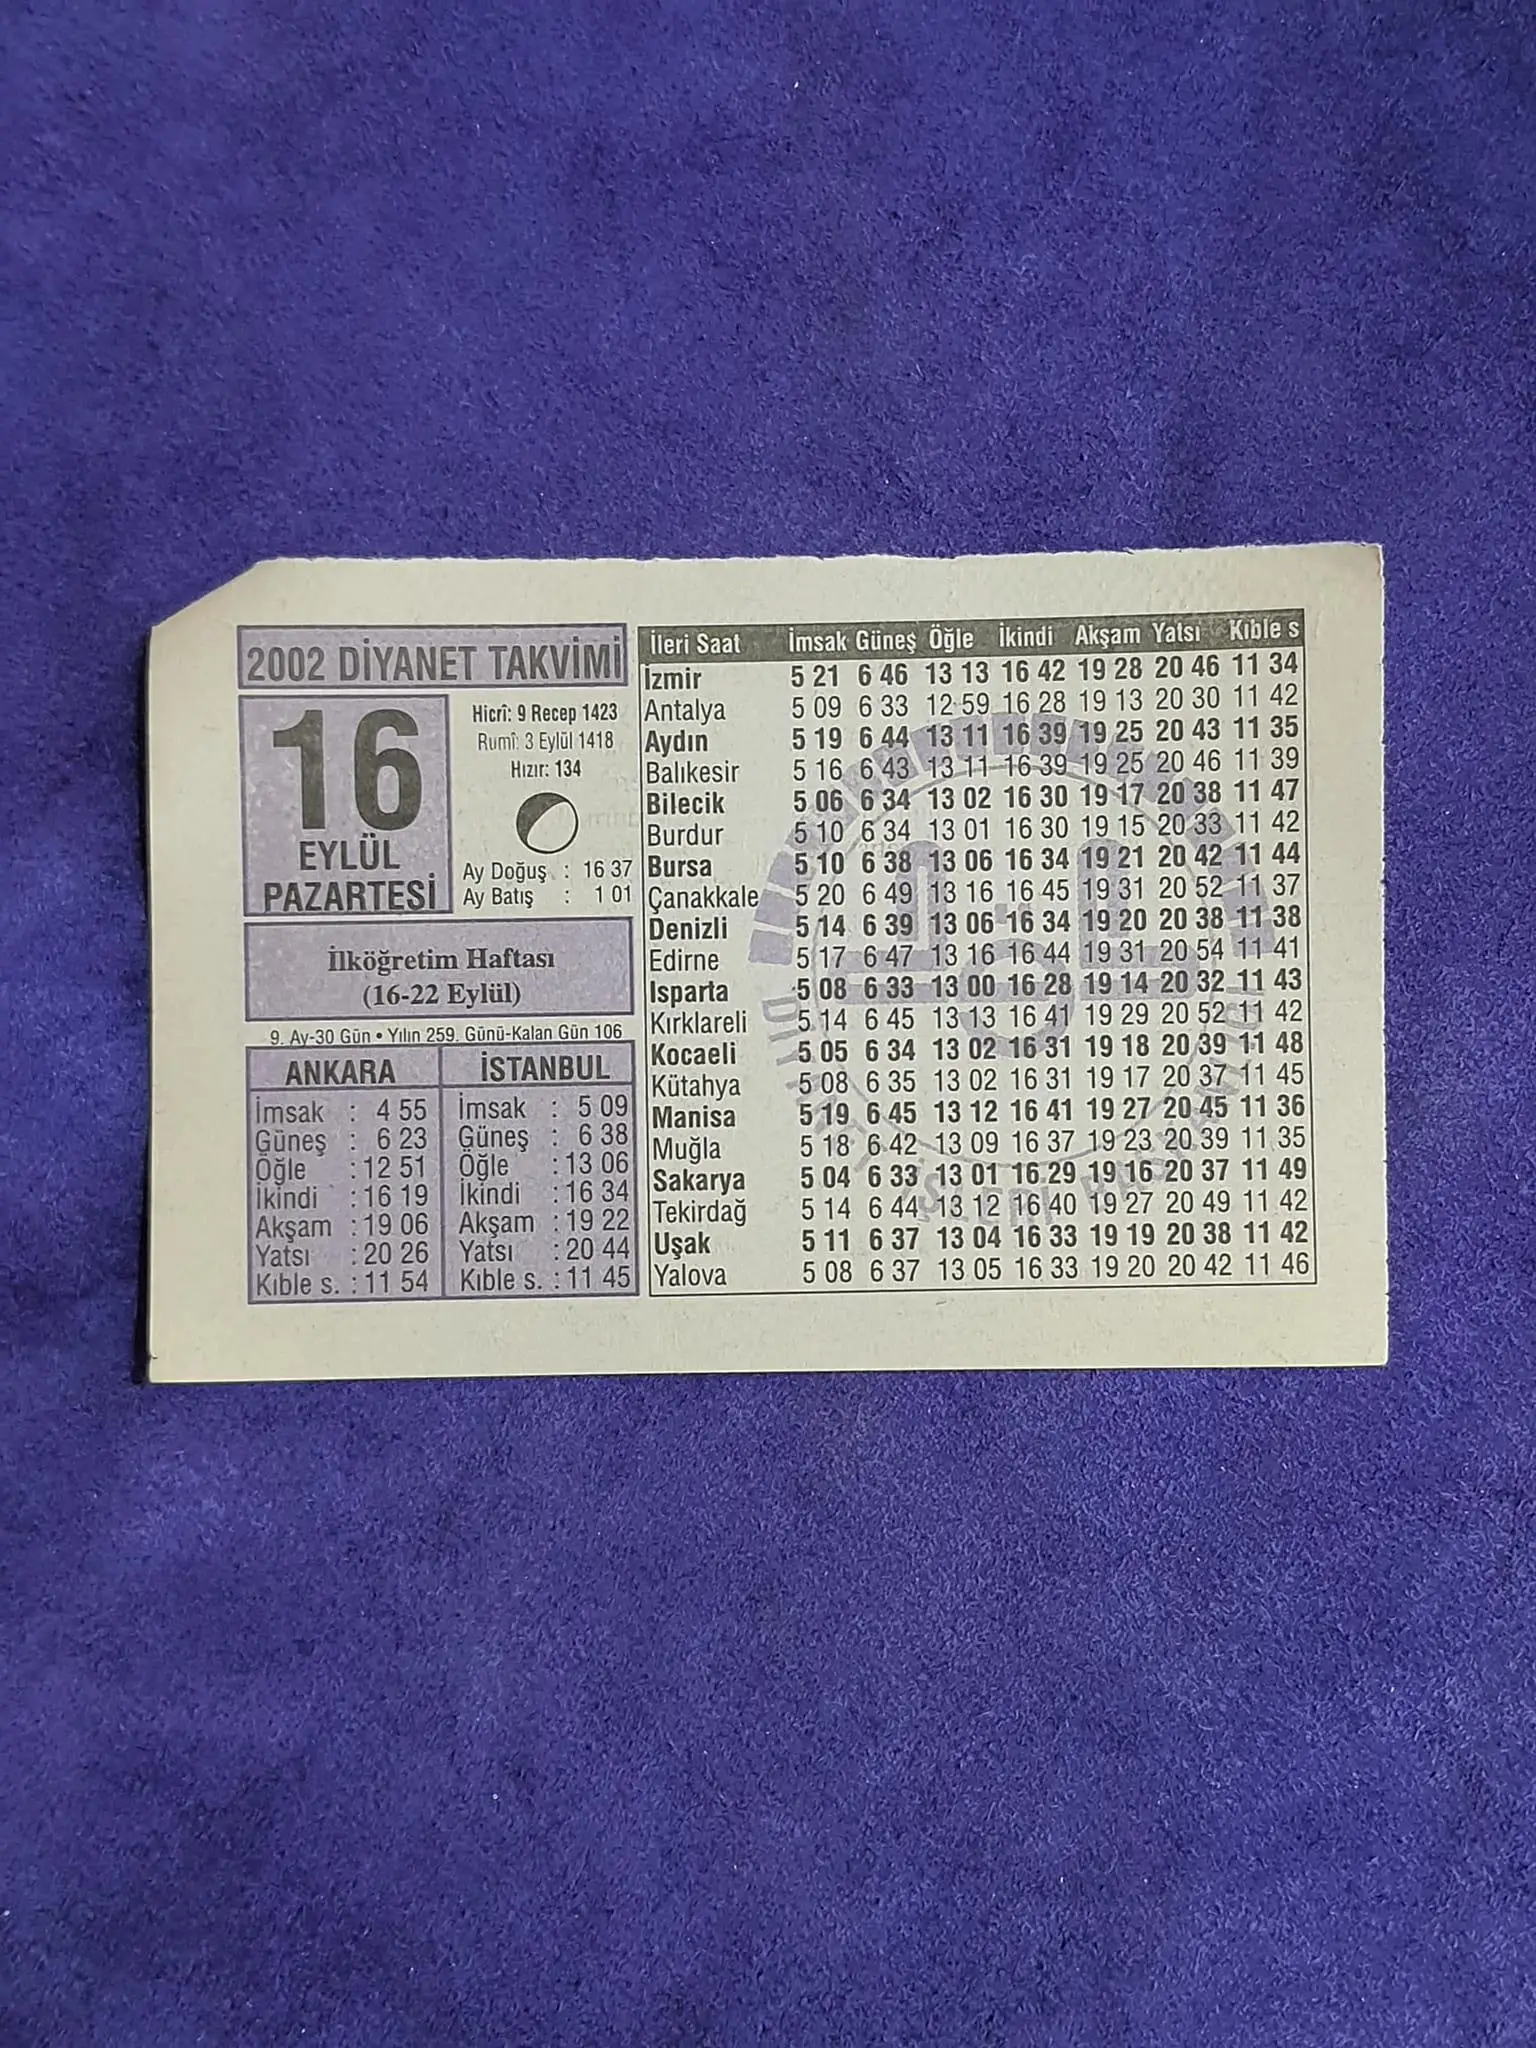 2002 DİYANET TAKVİMİ
16
EYLÜL
PAZARTESİ
Hicrî: 9 Recep 1423
Rumî: 3 Eylül 1418
Hızır: 134
Ay Doğuş : 16 37
Ay Batış : 1 01
İlköğretim Haftası
(16-22 Eylül)
9. Ay-30 Gün • Yılın 259. Günü-Kalan Gün 106
ANKARA
İmsak : 4 55
Güneş : 6 23
Öğle : 12 51
İkindi : 16 19
Akşam : 19 06
Yatsı : 20 26
Kıble s. : 11 54
İSTANBUL
İmsak : 5 09
Güneş : 6 38
Öğle : 13 06
İkindi : 16 34
Akşam : 19 22
Yatsı : 20 44
Kıble s. : 11 45
İleri Saat İmsak Güneş Öğle İkindi Akşam Yatsı Kıble s
İzmir 5 21 6 46 13 13 16 42 19 28 20 46 11 34
Antalya 5 09 6 33 12 59 16 28 19 13 20 30 11 42
Aydın 5 19 6 44 13 11 16 39 19 25 20 43 11 35
Balıkesir 5 16 6 43 13 11 16 39 19 25 20 46 11 39
Bilecik 5 06 6 34 13 02 16 30 19 17 20 38 11 47
Burdur 5 10 6 34 13 01 16 30 19 15 20 33 11 42
Bursa 5 10 6 38 13 06 16 34 19 21 20 42 11 44
Çanakkale 5 20 6 49 13 16 16 45 19 31 20 52 11 37
Denizli 5 14 6 39 13 06 16 34 19 20 20 38 11 38
Edirne 5 17 6 47 13 16 16 44 19 31 20 54 11 41
Isparta 5 08 6 33 13 00 16 28 19 14 20 32 11 43
Kırklareli 5 14 6 45 13 13 16 41 19 29 20 52 11 42
Kocaeli 5 05 6 34 13 02 16 31 19 18 20 39 11 48
Kütahya 5 08 6 35 13 02 16 31 19 17 20 37 11 45
Manisa 5 19 6 45 13 12 16 41 19 27 20 45 11 36
Muğla 5 18 6 42 13 09 16 37 19 23 20 39 11 35
Sakarya 5 04 6 33 13 01 16 29 19 16 20 37 11 49
Tekirdağ 5 14 6 44 13 12 16 40 19 27 20 49 11 42
Uşak 5 11 6 37 13 04 16 33 19 19 20 38 11 42
Yalova 5 08 6 37 13 05 16 33 19 20 20 42 11 46